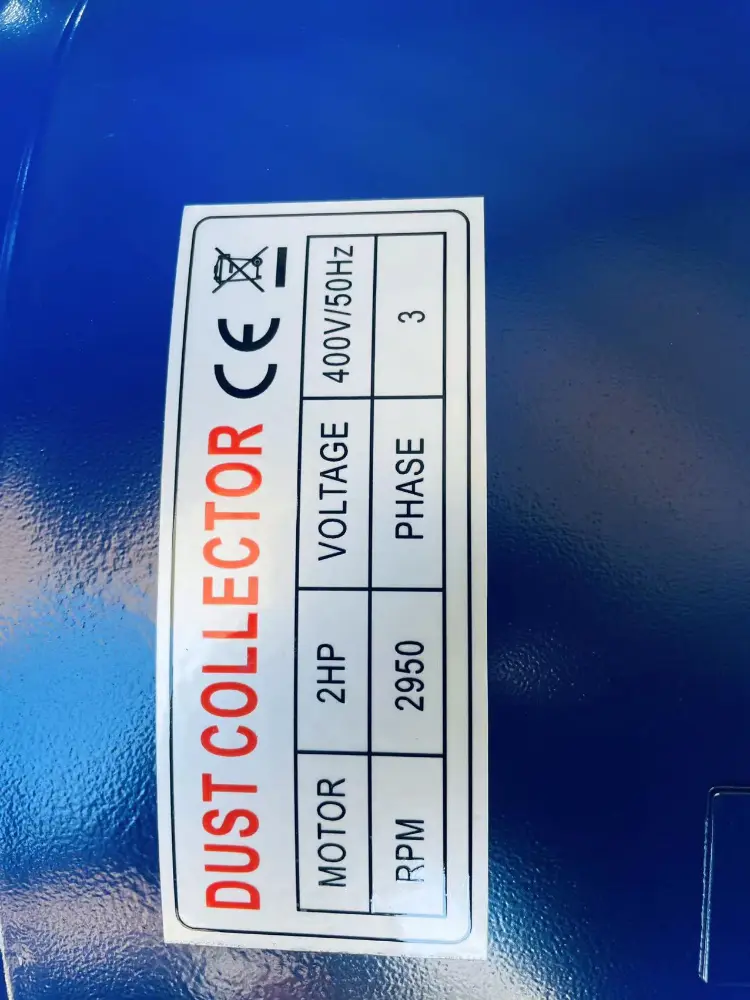 DUST COLLECTOR CE
MOTOR 2HP VOLTAGE 400V/50Hz
RPM 2950 PHASE 3